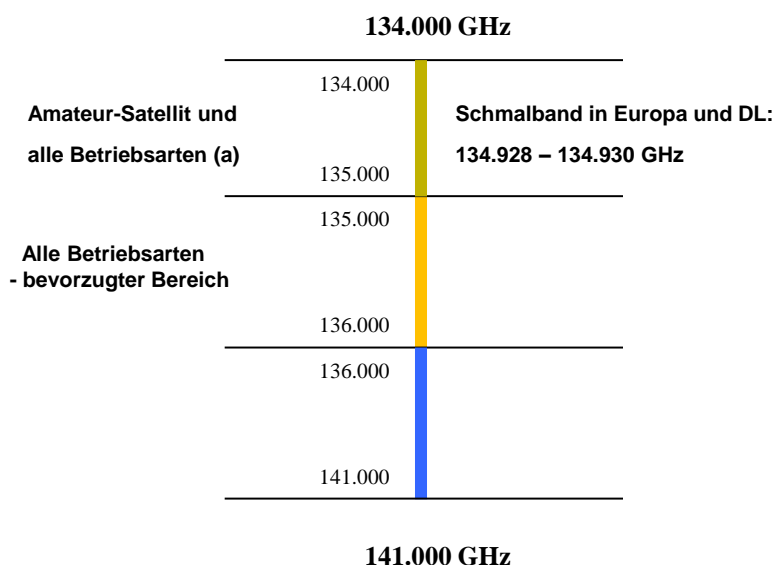 134.000 GHz
134.000
Amateur-Satellit und
alle Betriebsarten (a)
Schmalband in Europa und DL:
134.928 – 134.930 GHz
135.000
135.000
Alle Betriebsarten
- bevorzugter Bereich
136.000
136.000
141.000
141.000 GHz